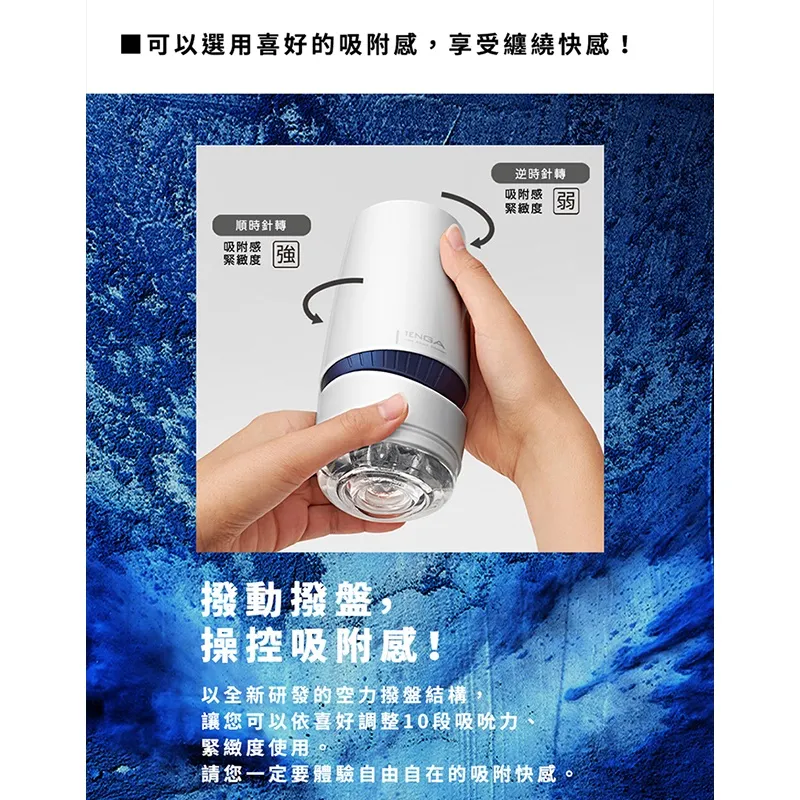 ■可以選用喜好的吸附感，享受纏繞快感！
逆時針轉
吸附感
緊緻度
弱
順時針轉
吸附感
緊緻度
強
TENGA
撥動撥盤，
操控吸附感！
以全新研發的空力撥盤結構，
讓您可以依喜好調整10段吸吮力、
緊緻度使用。
請您一定要體驗自由自在的吸附快感。